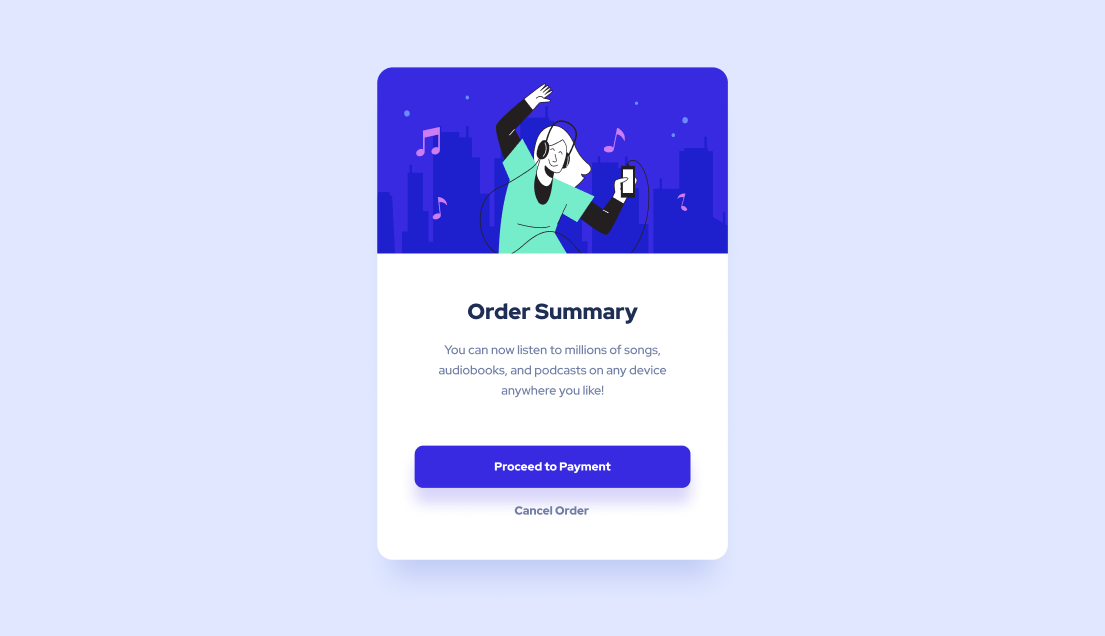 Order Summary
You can now listen to millions of songs,
audiobooks, and podcasts on any device
anywhere you like!
Proceed to Payment
Cancel Order